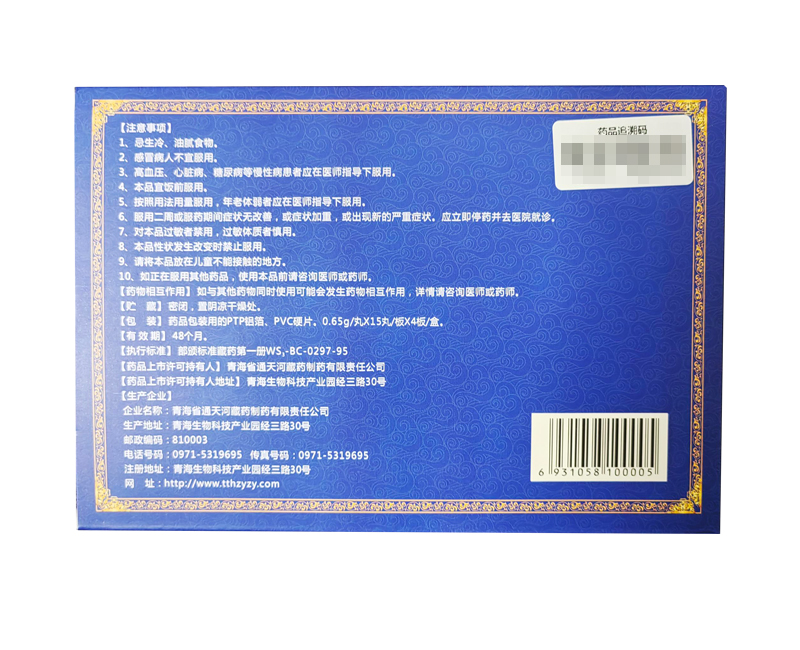 药品追溯码
【注意事项】
1、忌生冷、油腻食物。
2、感冒病人不宜服用。
3、高血压、心脏病、糖尿病等慢性病患者应在医师指导下服用。
4、本品宜饭前服用。
5、按照用法用量服用，年老体弱者应在医师指导下服用。
6、服用二周或服药期间症状无改善，或症状加重，或出现新的严重症状。应立即停药并去医院就诊。
7、对本品过敏者禁用，过敏体质者慎用。
8、本品性状发生改变时禁止服用。
9、请将本品放在儿童不能接触的地方。
10、如正在服用其他药品，使用本品前请咨询医师或药师。
【药物相互作用】如与其他药物同时使用可能会发生药物相互作用，详情请咨询医师或药师。
【贮 藏】密闭，置阴凉干燥处。
【包 装】药品包装用的PTP铝箔、PVC硬片。0.65g/丸X15丸/板X4板/盒。
【有 效 期】48个月。
【执行标准】部颁标准藏药第一册WS₃-BC-0297-95
【药品上市许可持有人】青海省通天河藏药制药有限责任公司
【药品上市许可持有人地址】青海生物科技产业园经三路30号
【生产企业】
企业名称：青海省通天河藏药制药有限责任公司
生产地址：青海生物科技产业园经三路30号
邮政编码：810003
电话号码：0971-5319695 传真号码：0971-5319695
注册地址：青海生物科技产业园经三路30号
网 址：http://www.tthzyzy.com
6 931058 100005